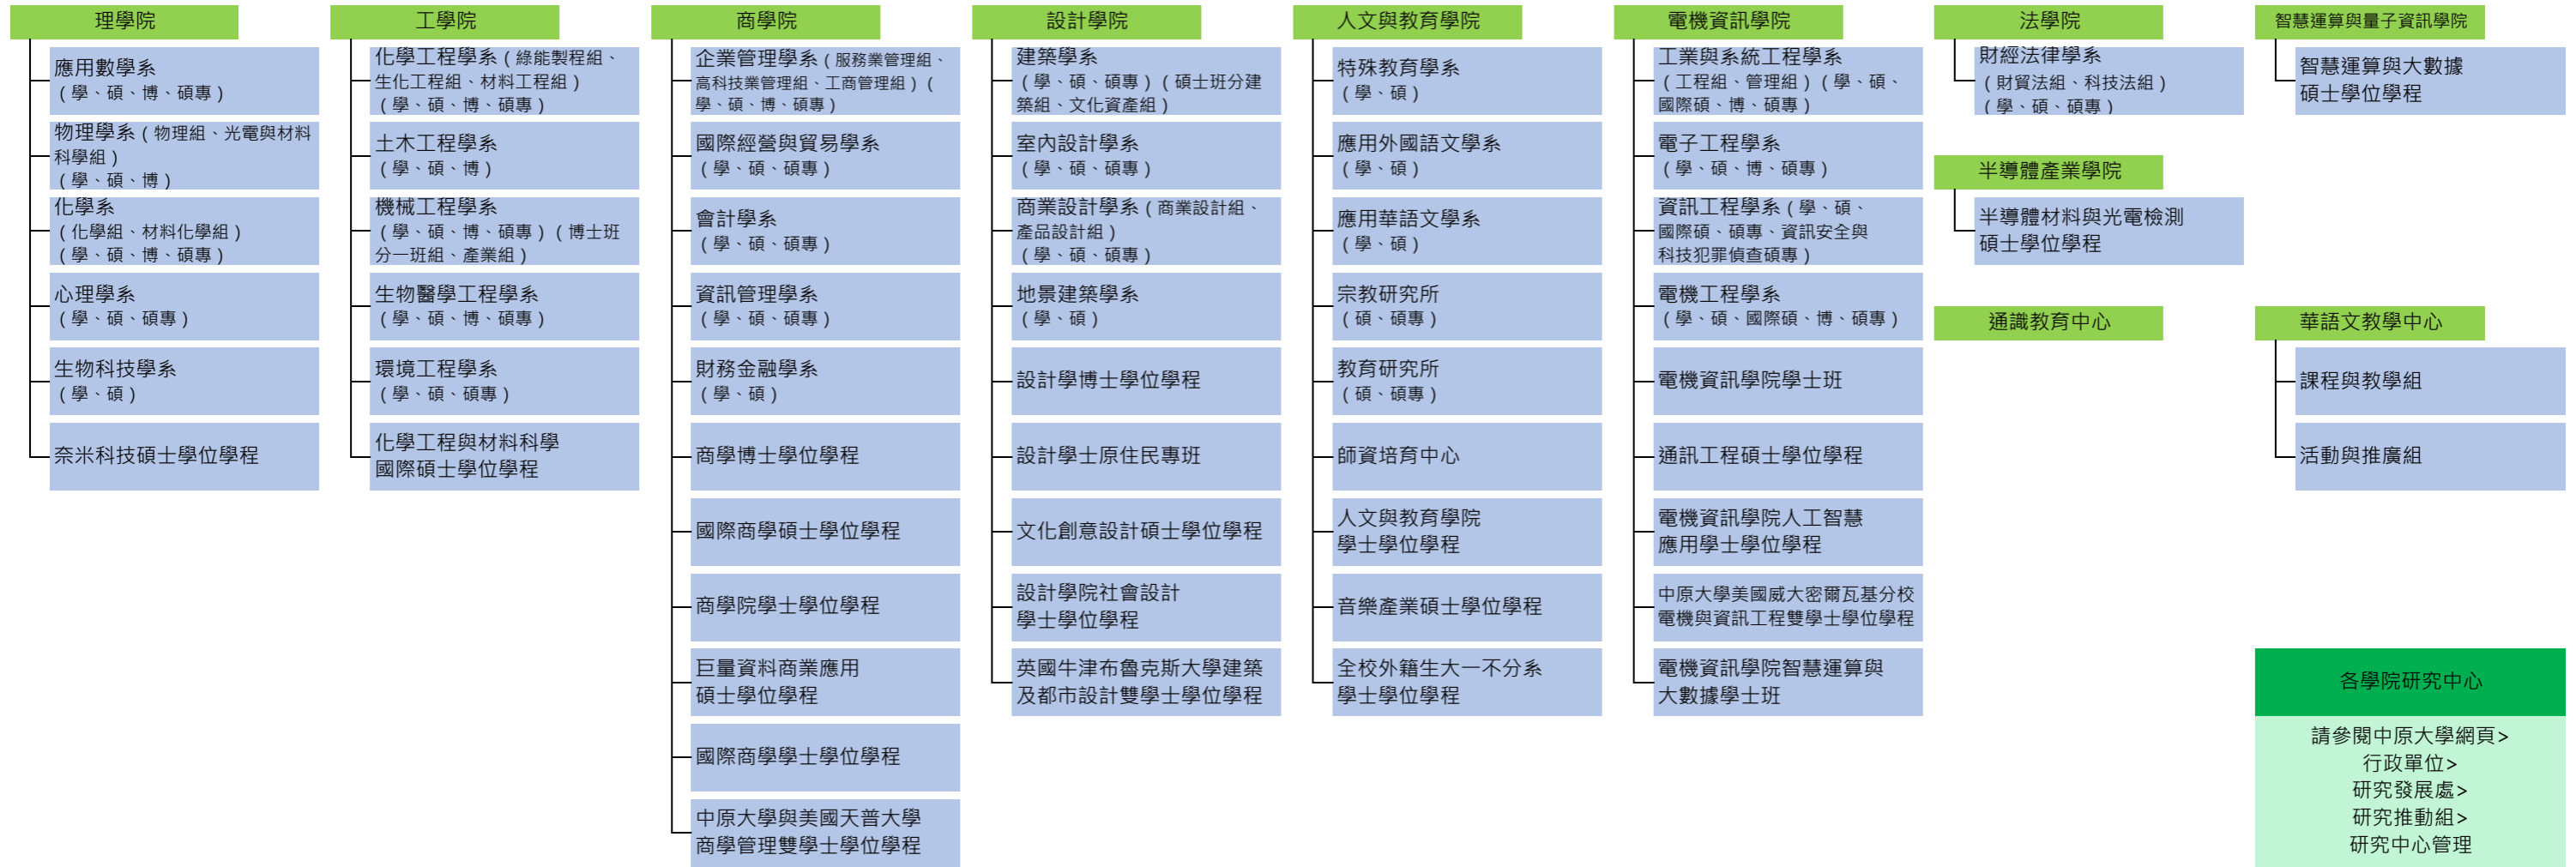 理學院
應用數學系
(學、碩、博、碩專)
物理學系(物理組、光電與材料
科學組)
(學、碩、博)
化學系
(化學組、材料化學組)
(學、碩、博、碩專)
心理學系
(學、碩、碩專)
生物科技學系
(學、碩)
奈米科技碩士學位學程
工學院
化學工程學系(綠能製程組、
生化工程組、材料工程組)
(學、碩、博、碩專)
土木工程學系
(學、碩、博)
機械工程學系
(學、碩、博、碩專)(博士班
分一班組、產業組)
生物醫學工程學系
(學、碩、博、碩專)
環境工程學系
(學、碩、碩專)
化學工程與材料科學
國際碩士學位學程
商學院
企業管理學系(服務業管理組、
高科技業管理組、工商管理組)(
學、碩、博、碩專)
國際經營與貿易學系
(學、碩、碩專)
會計學系
(學、碩、碩專)
資訊管理學系
(學、碩、碩專)
財務金融學系
(學、碩)
商學博士學位學程
國際商學碩士學位學程
商學院學士學位學程
巨量資料商業應用
碩士學位學程
國際商學學士學位學程
中原大學與美國天普大學
商學管理雙學士學位學程
設計學院
建築學系
(學、碩、碩專)(碩士班分建
築組、文化資產組)
室內設計學系
(學、碩、碩專)
商業設計學系(商業設計組、
產品設計組)
(學、碩、碩專)
地景建築學系
(學、碩)
設計學博士學位學程
設計學士原住民專班
文化創意設計碩士學位學程
設計學院社會設計
學士學位學程
英國牛津布魯克斯大學建築
及都市設計雙學士學位學程
人文與教育學院
特殊教育學系
(學、碩)
應用外國語文學系
(學、碩)
應用華語文學系
(學、碩)
宗教研究所
(碩、碩專)
教育研究所
(碩、碩專)
師資培育中心
人文與教育學院
學士學位學程
音樂產業碩士學位學程
全校外籍生大一不分系
學士學位學程
電機資訊學院
工業與系統工程學系
(工程組、管理組)(學、碩、
國際碩、博、碩專)
電子工程學系
(學、碩、博、碩專)
資訊工程學系(學、碩、
國際碩、碩專、資訊安全與
科技犯罪偵查碩專)
電機工程學系
(學、碩、國際碩、博、碩專)
電機資訊學院學士班
通訊工程碩士學位學程
電機資訊學院人工智慧
應用學士學位學程
中原大學美國威大密爾瓦基分校
電機與資訊工程雙學士學位學程
電機資訊學院智慧運算與
大數據學士班
法學院
財經法律學系
(財貿法組、科技法組)
(學、碩、碩專)
半導體產業學院
半導體材料與光電檢測
碩士學位學程
通識教育中心
智慧運算與量子資訊學院
智慧運算與大數據
碩士學位學程
華語文教學中心
課程與教學組
活動與推廣組
各學院研究中心
請參閱中原大學網頁>
行政單位>
研究發展處>
研究推動組>
研究中心管理